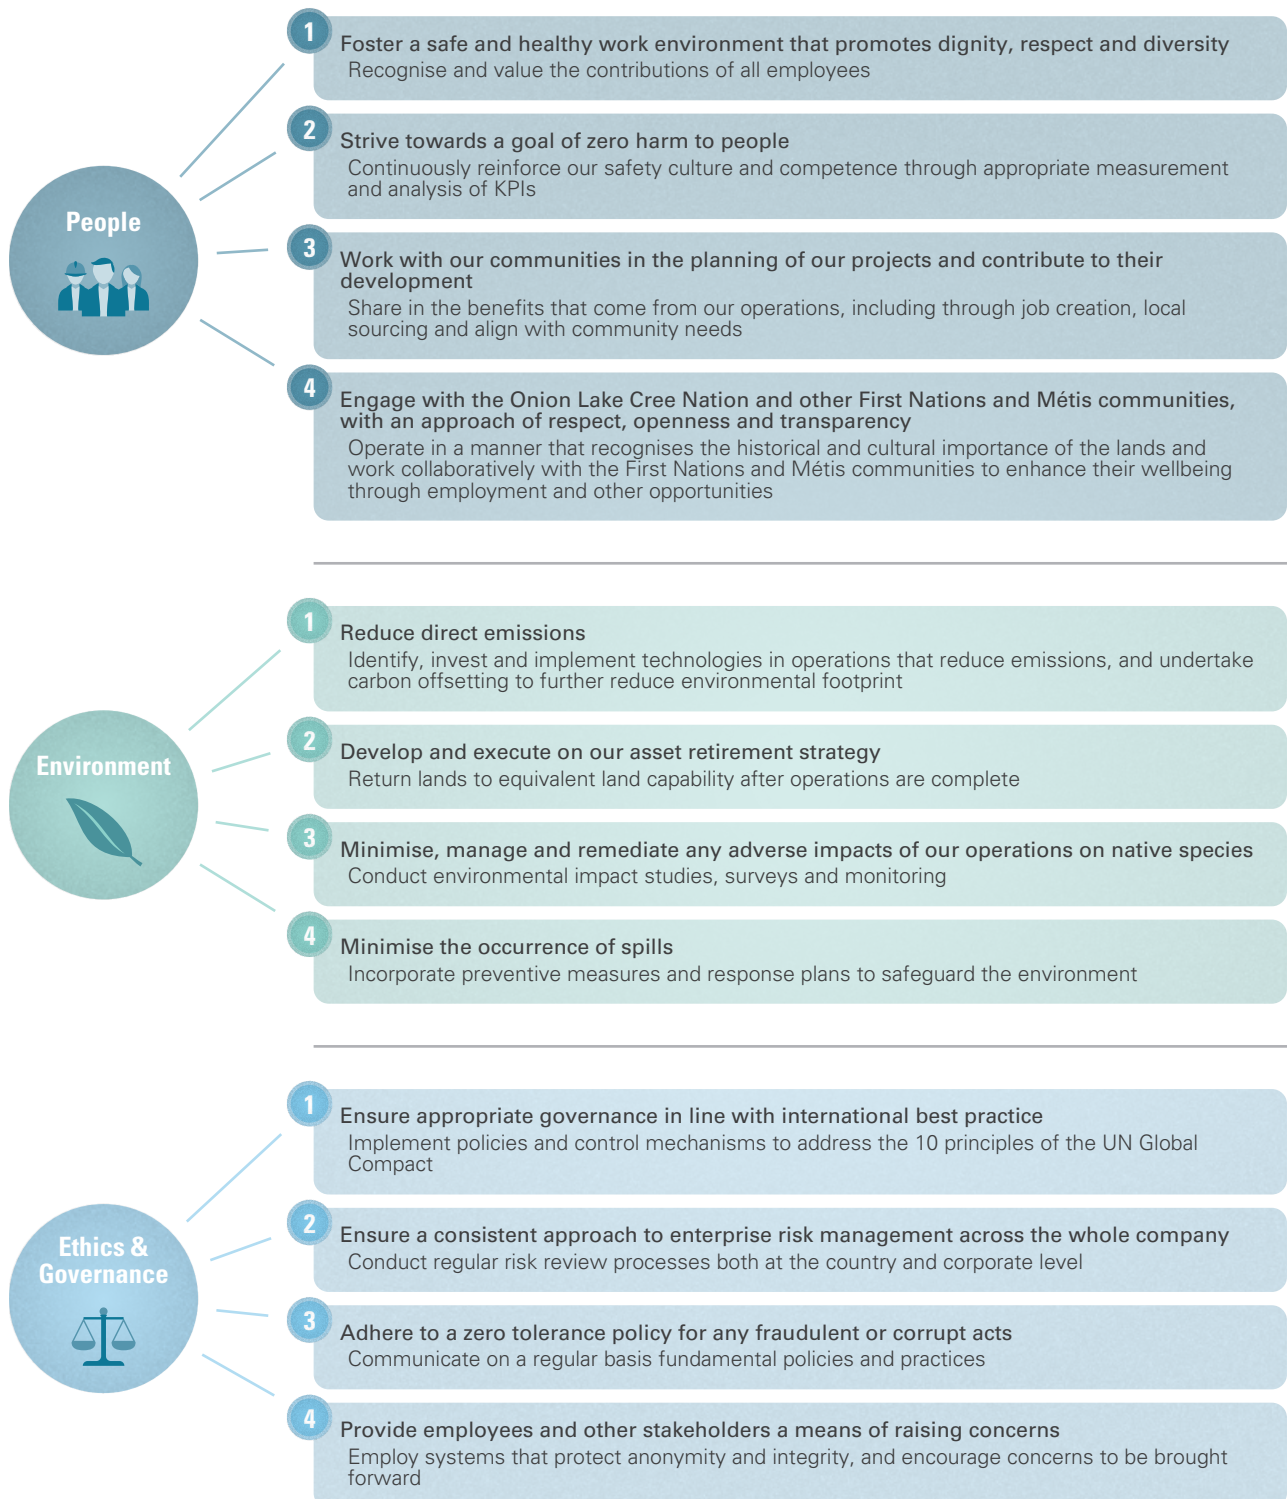 People
1
Foster a safe and healthy work environment that promotes dignity, respect and diversity
Recognise and value the contributions of all employees
2
Strive towards a goal of zero harm to people
Continuously reinforce our safety culture and competence through appropriate measurement
and analysis of KPIs
3
Work with our communities in the planning of our projects and contribute to their
development
Share in the benefits that come from our operations, including through job creation, local
sourcing and align with community needs
4
Engage with the Onion Lake Cree Nation and other First Nations and Métis communities,
with an approach of respect, openness and transparency
Operate in a manner that recognises the historical and cultural importance of the lands and
work collaboratively with the First Nations and Métis communities to enhance their wellbeing
through employment and other opportunities
Environment
1
Reduce direct emissions
Identify, invest and implement technologies in operations that reduce emissions, and undertake
carbon offsetting to further reduce environmental footprint
2
Develop and execute on our asset retirement strategy
Return lands to equivalent land capability after operations are complete
3
Minimise, manage and remediate any adverse impacts of our operations on native species
Conduct environmental impact studies, surveys and monitoring
4
Minimise the occurrence of spills
Incorporate preventive measures and response plans to safeguard the environment
Ethics &
Governance
1
Ensure appropriate governance in line with international best practice
Implement policies and control mechanisms to address the 10 principles of the UN Global
Compact
2
Ensure a consistent approach to enterprise risk management across the whole company
Conduct regular risk review processes both at the country and corporate level
3
Adhere to a zero tolerance policy for any fraudulent or corrupt acts
Communicate on a regular basis fundamental policies and practices
4
Provide employees and other stakeholders a means of raising concerns
Employ systems that protect anonymity and integrity, and encourage concerns to be brought
forward